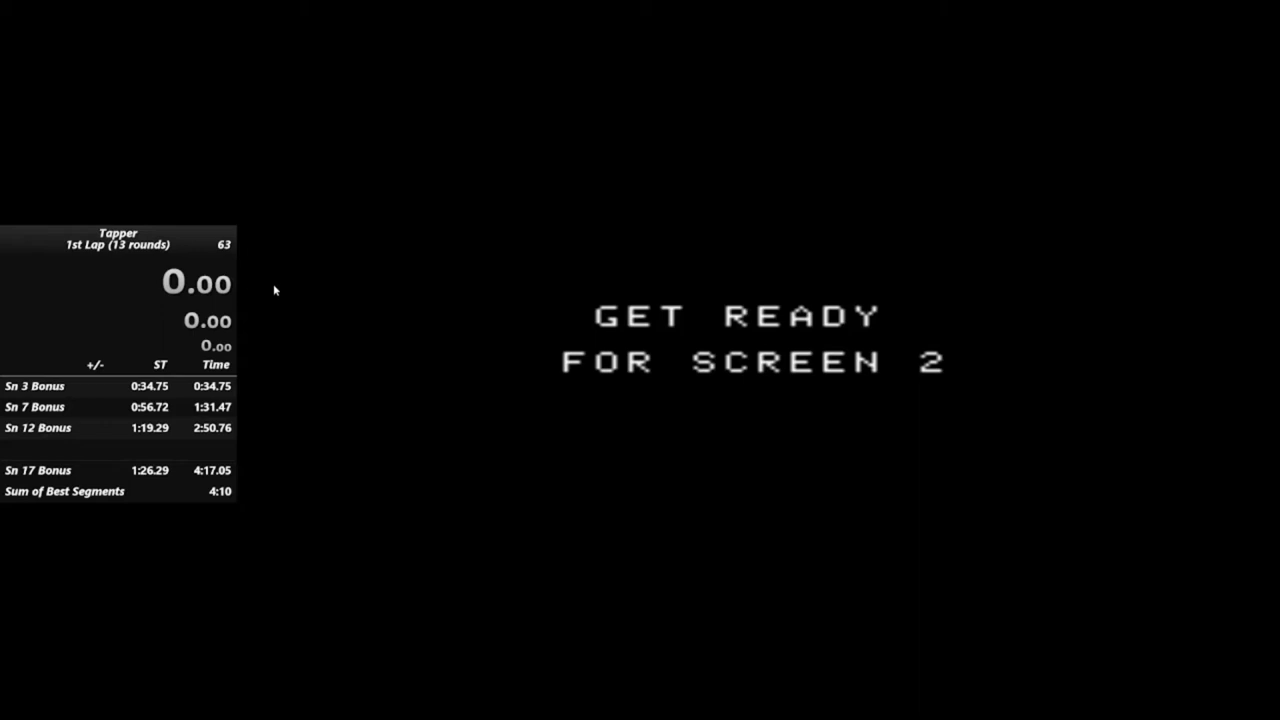 Tapper
1st Lap (13 rounds) 63
0.00
0.00
0.00
+/- ST Time
Sn 3 Bonus 0:34.75 0:34.75
Sn 7 Bonus 0:56.72 1:31.47
Sn 12 Bonus 1:19.29 2:50.76
Sn 17 Bonus 1:26.29 4:17.05
Sum of Best Segments 4:10
GET READY
FOR SCREEN 2